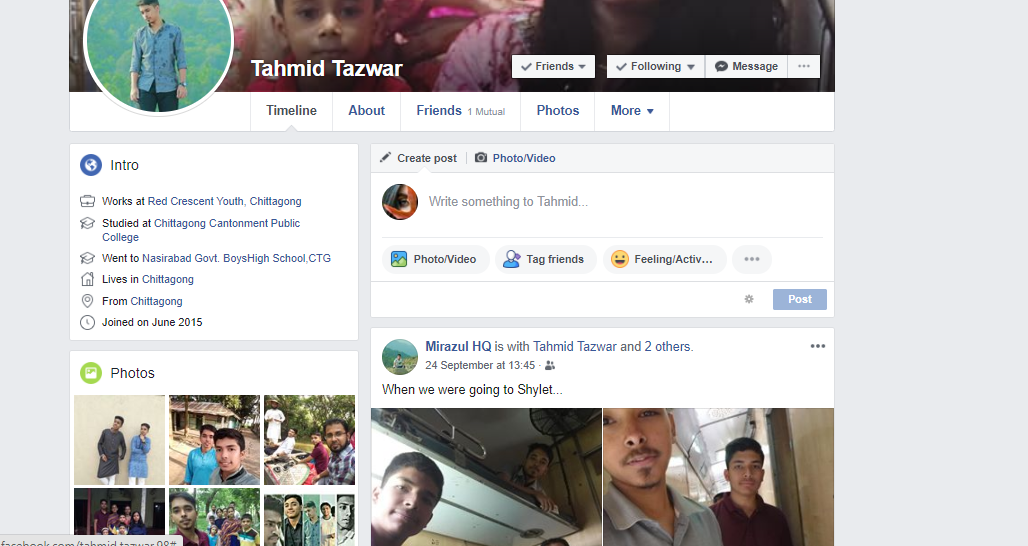 Tahmid Tazwar
Friends
Following
Message
Timeline
About
Friends 1 Mutual
Photos
More
Intro
Works at Red Crescent Youth, Chittagong
Studied at Chittagong Cantonment Public
College
Went to Nasirabad Govt. BoysHigh School,CTG
Lives in Chittagong
From Chittagong
Joined on June 2015
Photos
Create post
Photo/Video
Write something to Tahmid...
Photo/Video
Tag friends
Feeling/Activ...
Post
Mirazul HQ is with Tahmid Tazwar and 2 others.
24 September at 13:45 ·
When we were going to Shylet...
facebook.com/tahmid.tazwar.98#